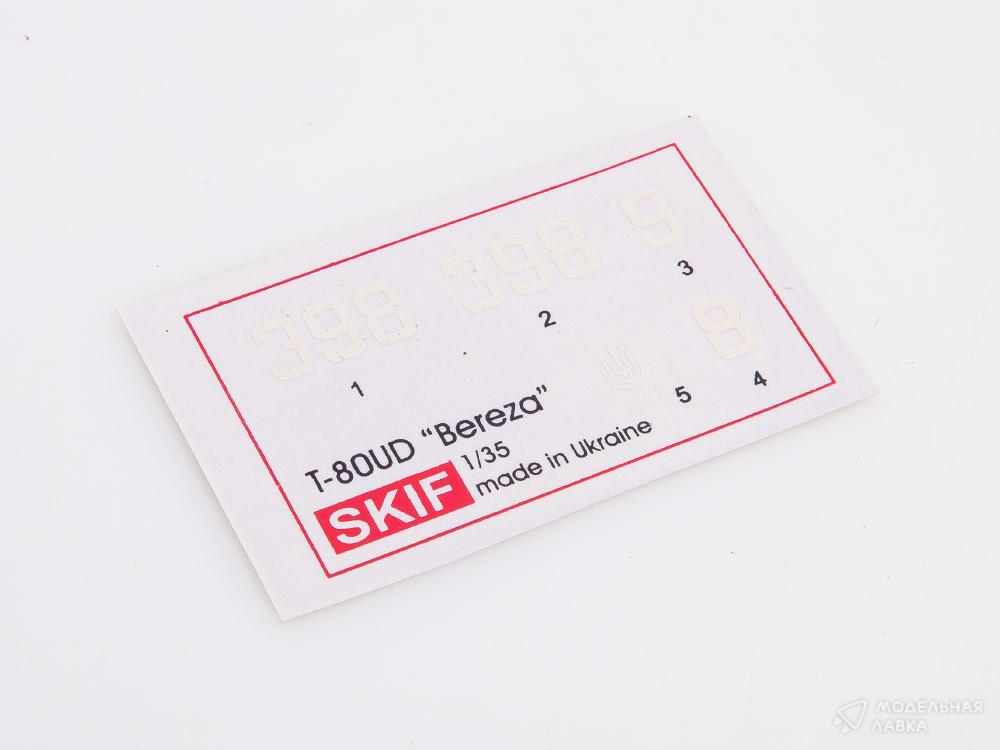 398 398 9
1 2 3
8
5 4
T-80UD “Bereza”
SKIF 1/35
made in Ukraine
МОДЕЛЬНАЯ
ЛАВКА